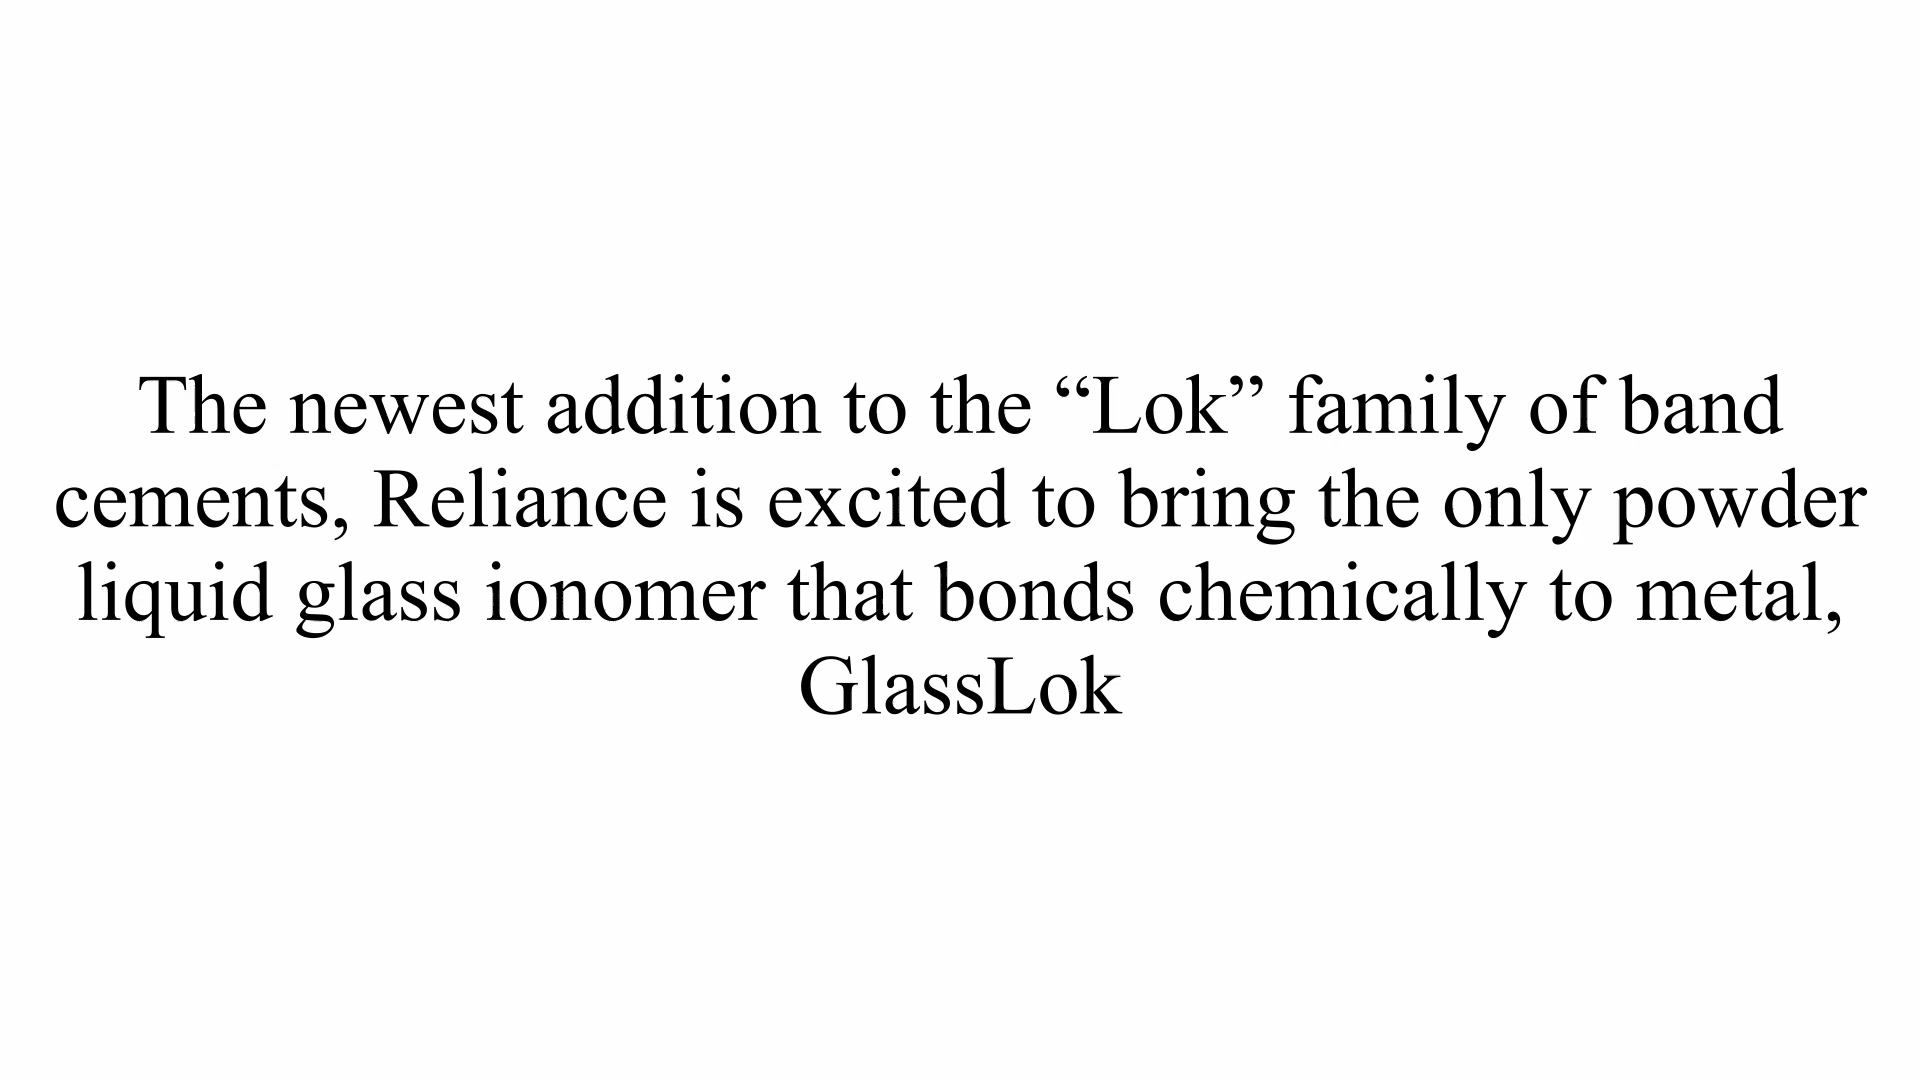 The newest addition to the “Lok” family of band
cements, Reliance is excited to bring the only powder
liquid glass ionomer that bonds chemically to metal,
GlassLok